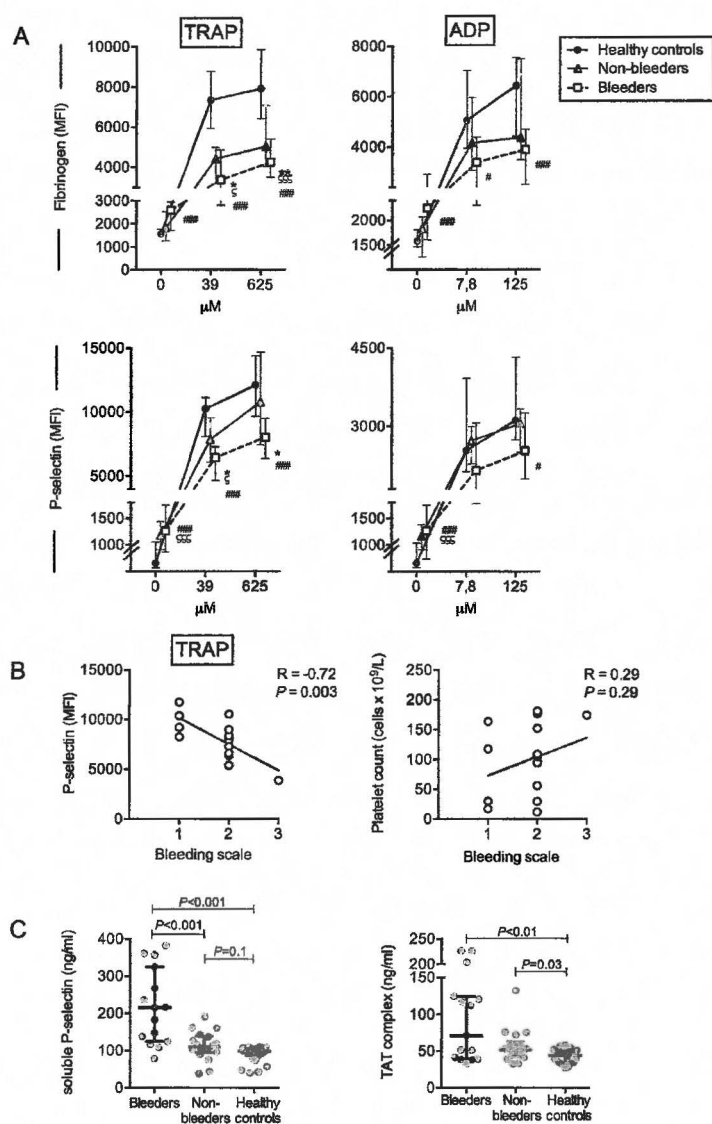 A
TRAP
ADP
Healthy controls
Non-bleeders
Bleeders
Fibrinogen (MFI)
10000
8000
6000
4000
3000
2000
1000
0
*
ς
###
**
ςςς
###
###
0
39
625
µM
8000
6000
4000
2000
1500
###
#
###
0
7,8
125
µM
P-selectin (MFI)
15000
10000
5000
1500
1000
###
ςςς
*
ς
###
*
###
0
39
625
µM
4500
3000
1500
1000
###
ςςς
#
0
7,8
125
µM
B
TRAP
P-selectin (MFI)
15000
10000
5000
0
R = -0.72
P = 0.003
1 2 3
Bleeding scale
Platelet count (cells x 10⁹/L)
250
200
150
100
50
0
R = 0.29
P = 0.29
1 2 3
Bleeding scale
C
soluble P-selectin (ng/ml)
400
300
200
100
0
P<0.001
P<0.001
P=0.1
Bleeders
Non-bleeders
Healthy controls
TAT complex (ng/ml)
250
200
150
100
50
0
P<0.01
P=0.03
Bleeders
Non-bleeders
Healthy controls